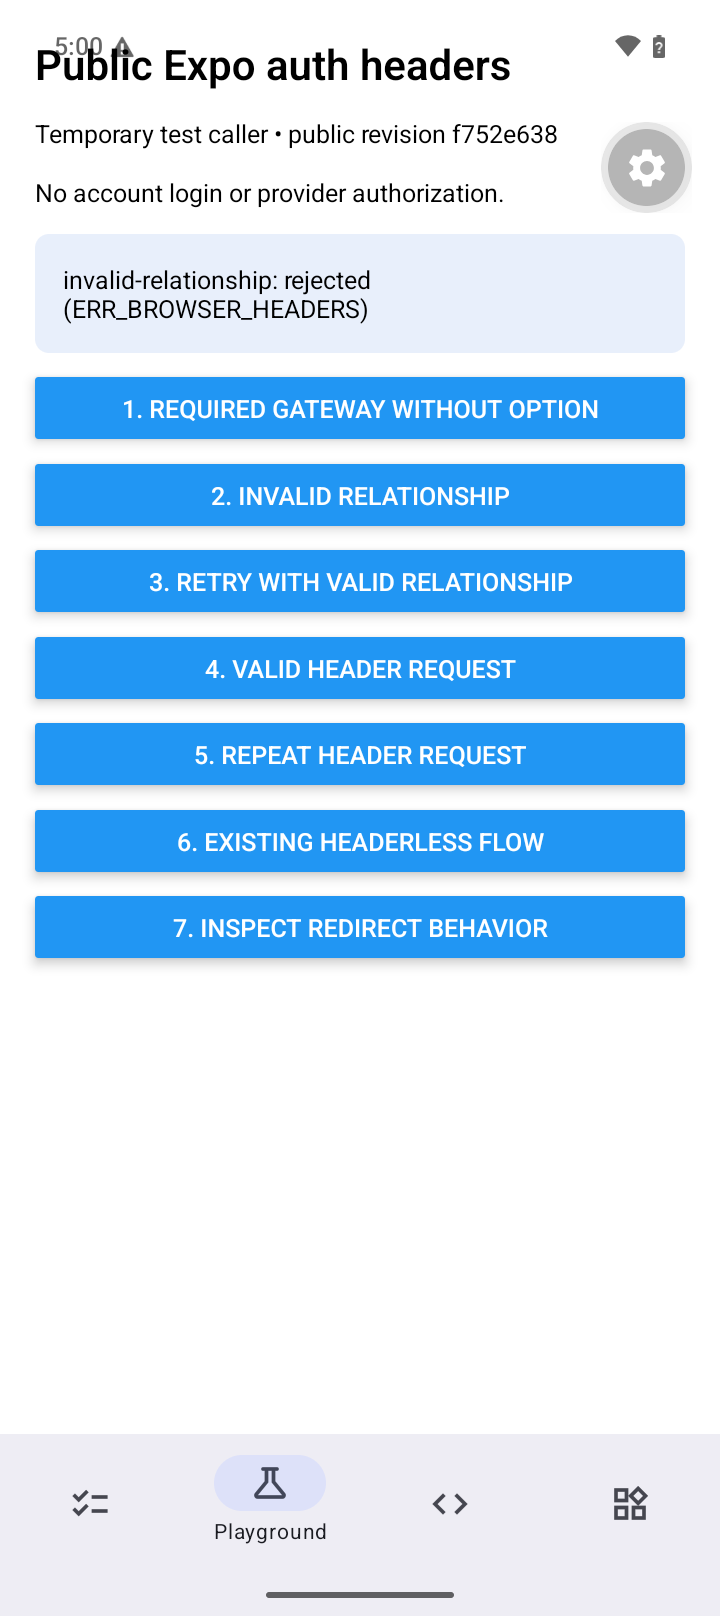 5:00
Public Expo auth headers
Temporary test caller • public revision f752e638
No account login or provider authorization.
invalid-relationship: rejected
(ERR_BROWSER_HEADERS)
1. REQUIRED GATEWAY WITHOUT OPTION
2. INVALID RELATIONSHIP
3. RETRY WITH VALID RELATIONSHIP
4. VALID HEADER REQUEST
5. REPEAT HEADER REQUEST
6. EXISTING HEADERLESS FLOW
7. INSPECT REDIRECT BEHAVIOR
Playground